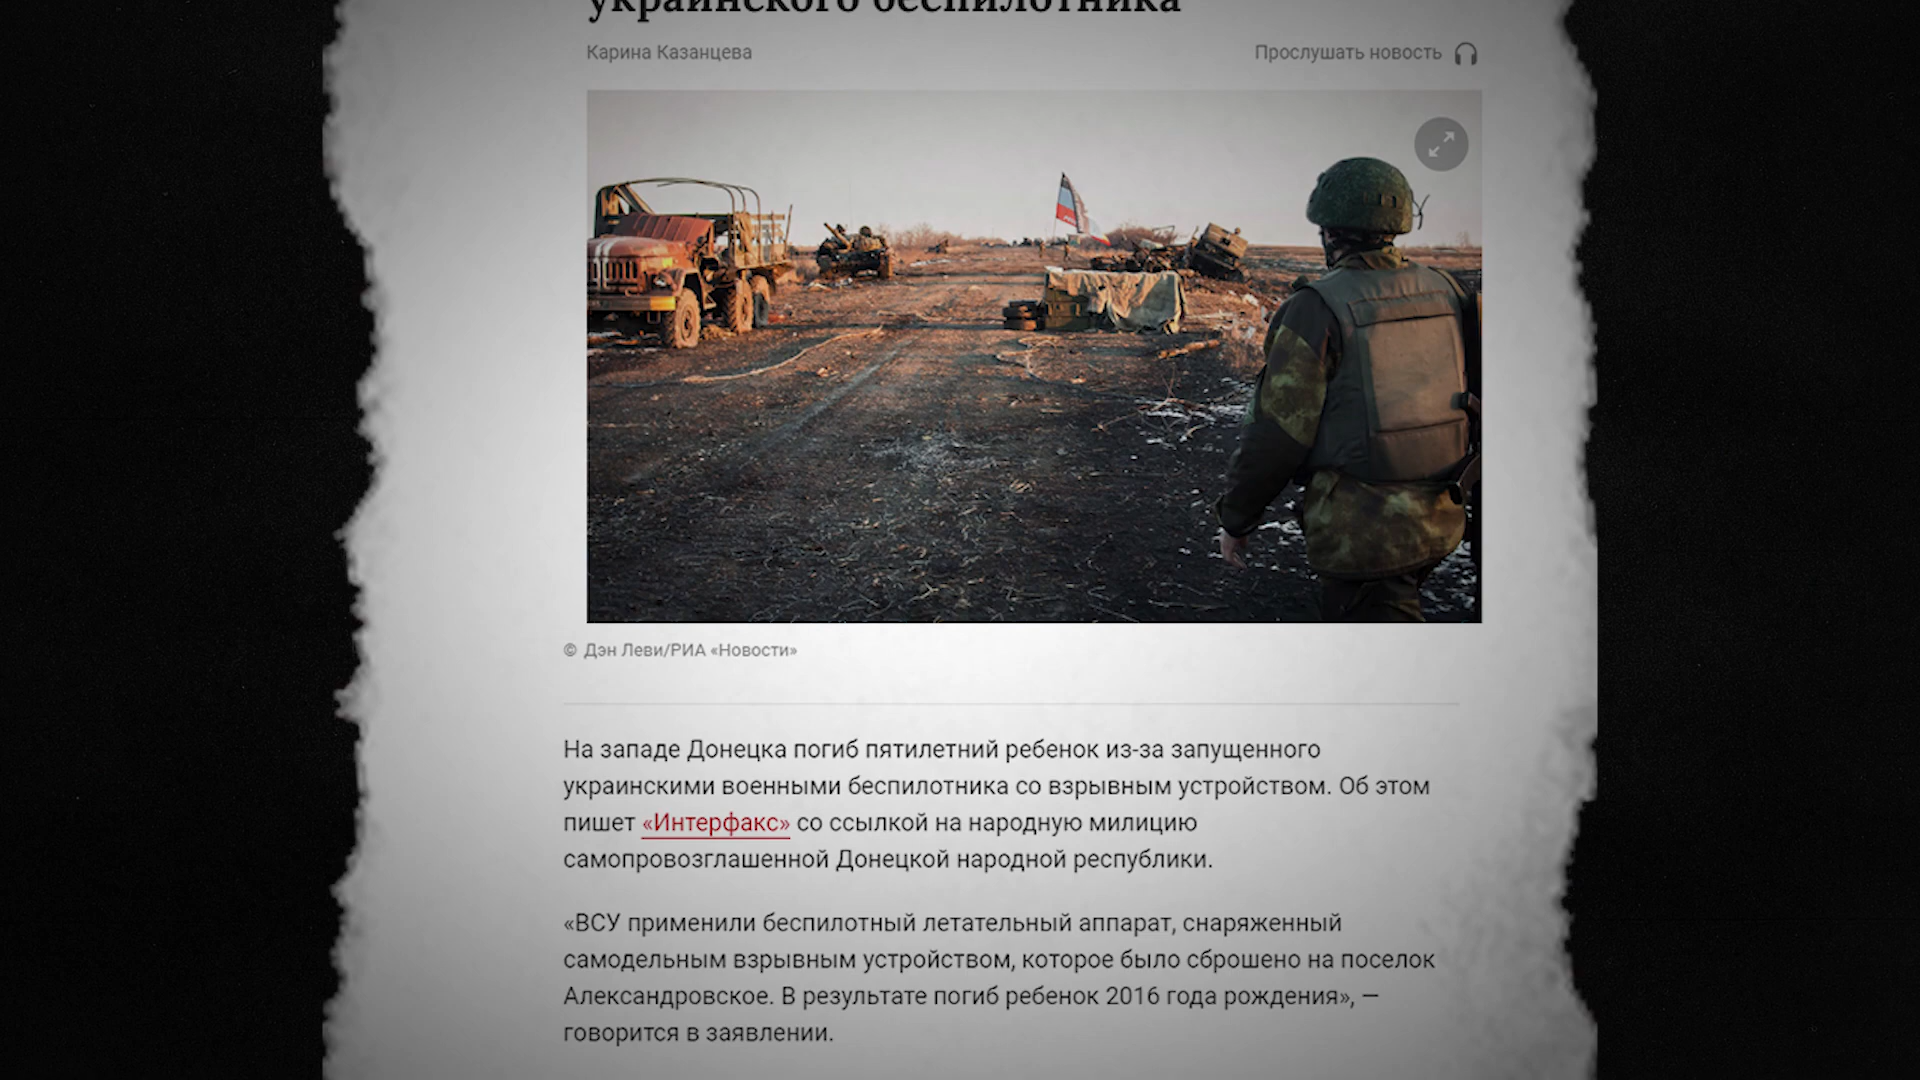 украинского беспилотника
Карина Казанцева
Прослушать новость
© Дэн Леви/РИА «Новости»
На западе Донецка погиб пятилетний ребенок из-за запущенного
украинскими военными беспилотника со взрывным устройством. Об этом
пишет «Интерфакс» со ссылкой на народную милицию
самопровозглашенной Донецкой народной республики.
«ВСУ применили беспилотный летательный аппарат, снаряженный
самодельным взрывным устройством, которое было сброшено на поселок
Александровское. В результате погиб ребенок 2016 года рождения», —
говорится в заявлении.